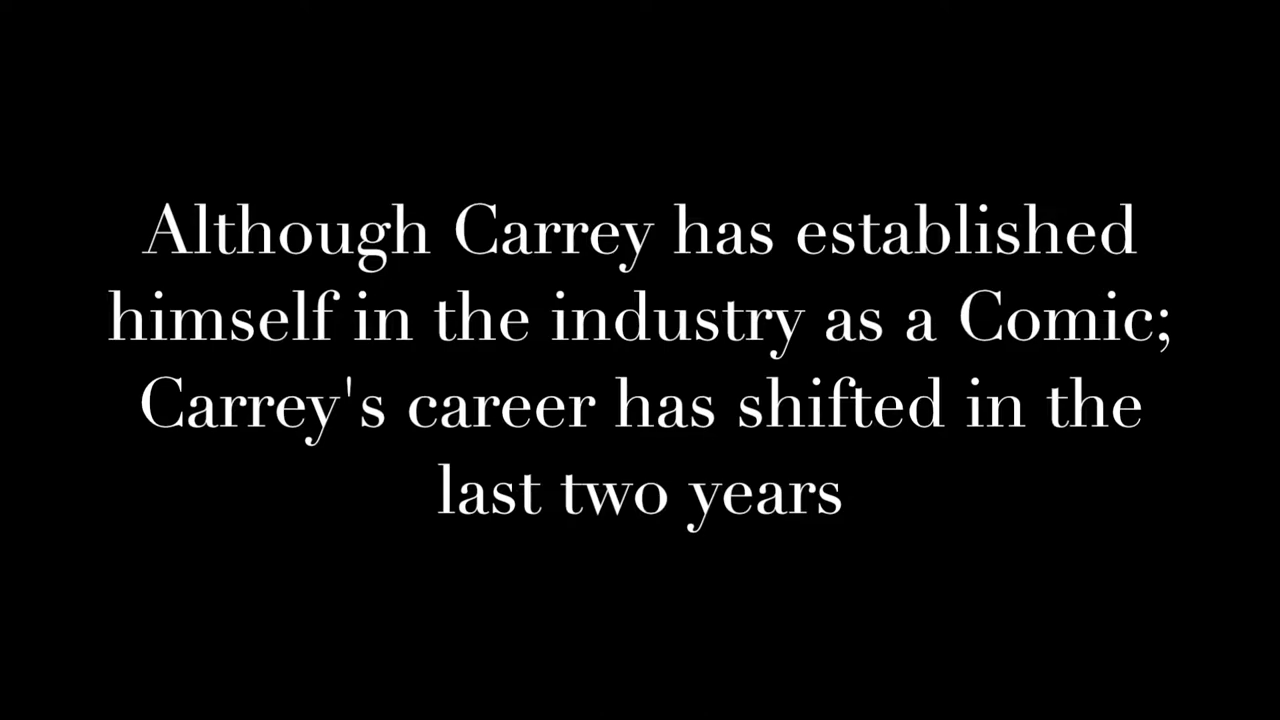 Although Carrey has established
himself in the industry as a Comic;
Carrey's career has shifted in the
last two years